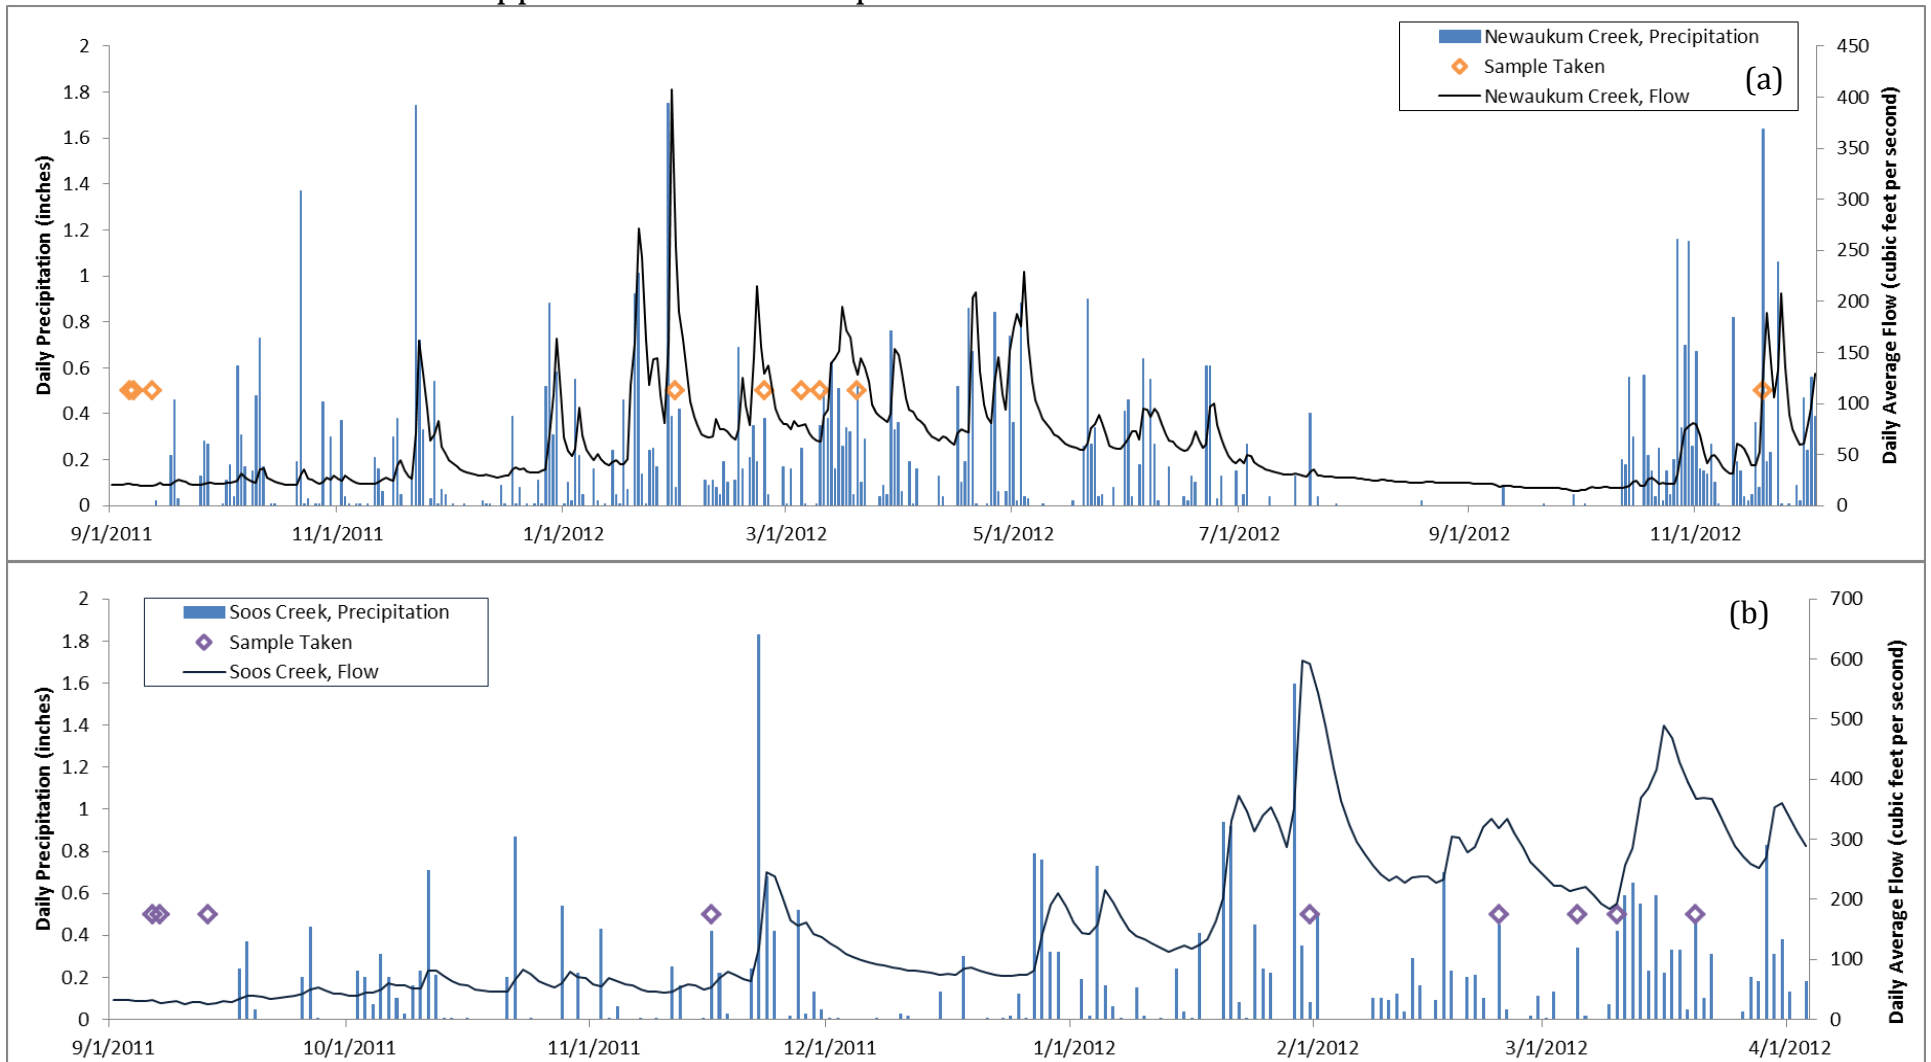 Newaukum Creek, Precipitation
Sample Taken
Newaukum Creek, Flow
(a)
Daily Precipitation (inches)
2
1.8
1.6
1.4
1.2
1
0.8
0.6
0.4
0.2
0
450
400
350
300
250
200
150
100
50
0
Daily Average Flow (cubic feet per second)
9/1/2011 11/1/2011 1/1/2012 3/1/2012 5/1/2012 7/1/2012 9/1/2012 11/1/2012
Soos Creek, Precipitation
Sample Taken
Soos Creek, Flow
(b)
Daily Precipitation (inches)
2
1.8
1.6
1.4
1.2
1
0.8
0.6
0.4
0.2
0
700
600
500
400
300
200
100
0
Daily Average Flow (cubic feet per second)
9/1/2011 10/1/2011 11/1/2011 12/1/2011 1/1/2012 2/1/2012 3/1/2012 4/1/2012